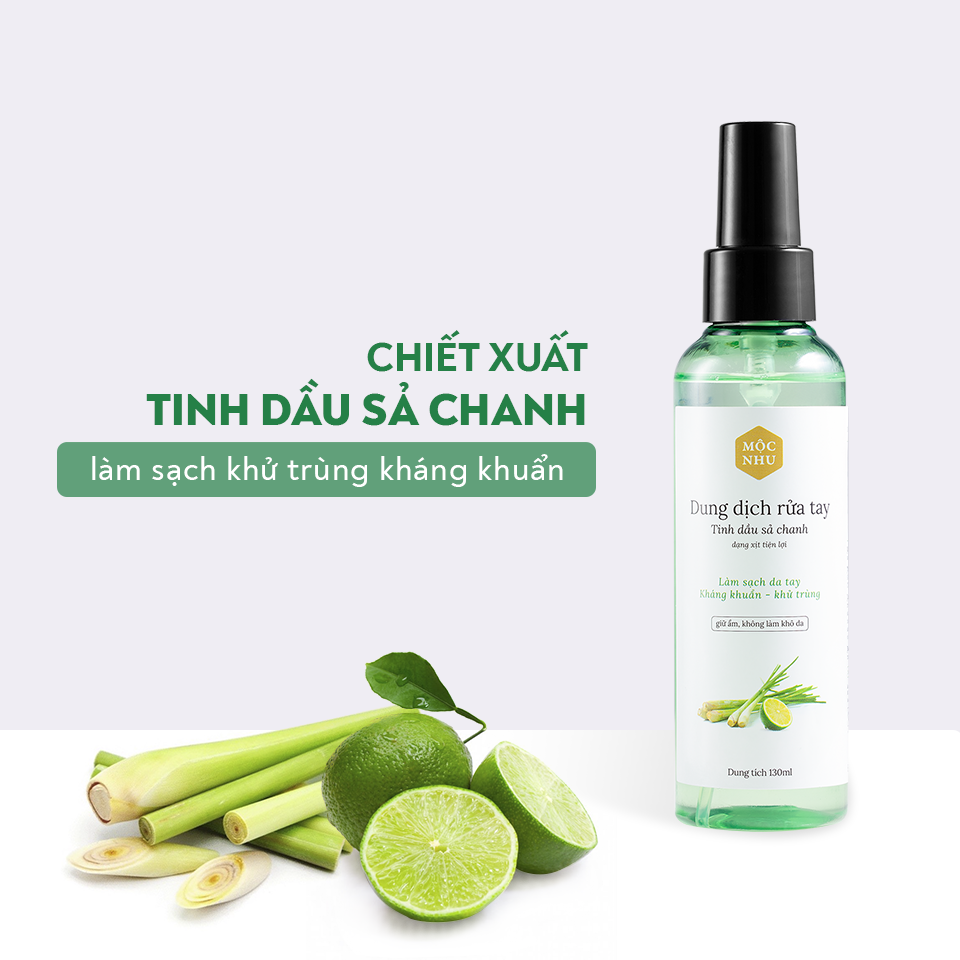 CHIẾT XUẤT
TINH DẦU SẢ CHANH
làm sạch khử trùng kháng khuẩn
MỘC
NHU
Dung dịch rửa tay
Tinh dầu sả chanh
dạng xịt tiện lợi
Làm sạch da tay
Kháng khuẩn - khử trùng
giữ ẩm, không làm khô da
Dung tích 130ml